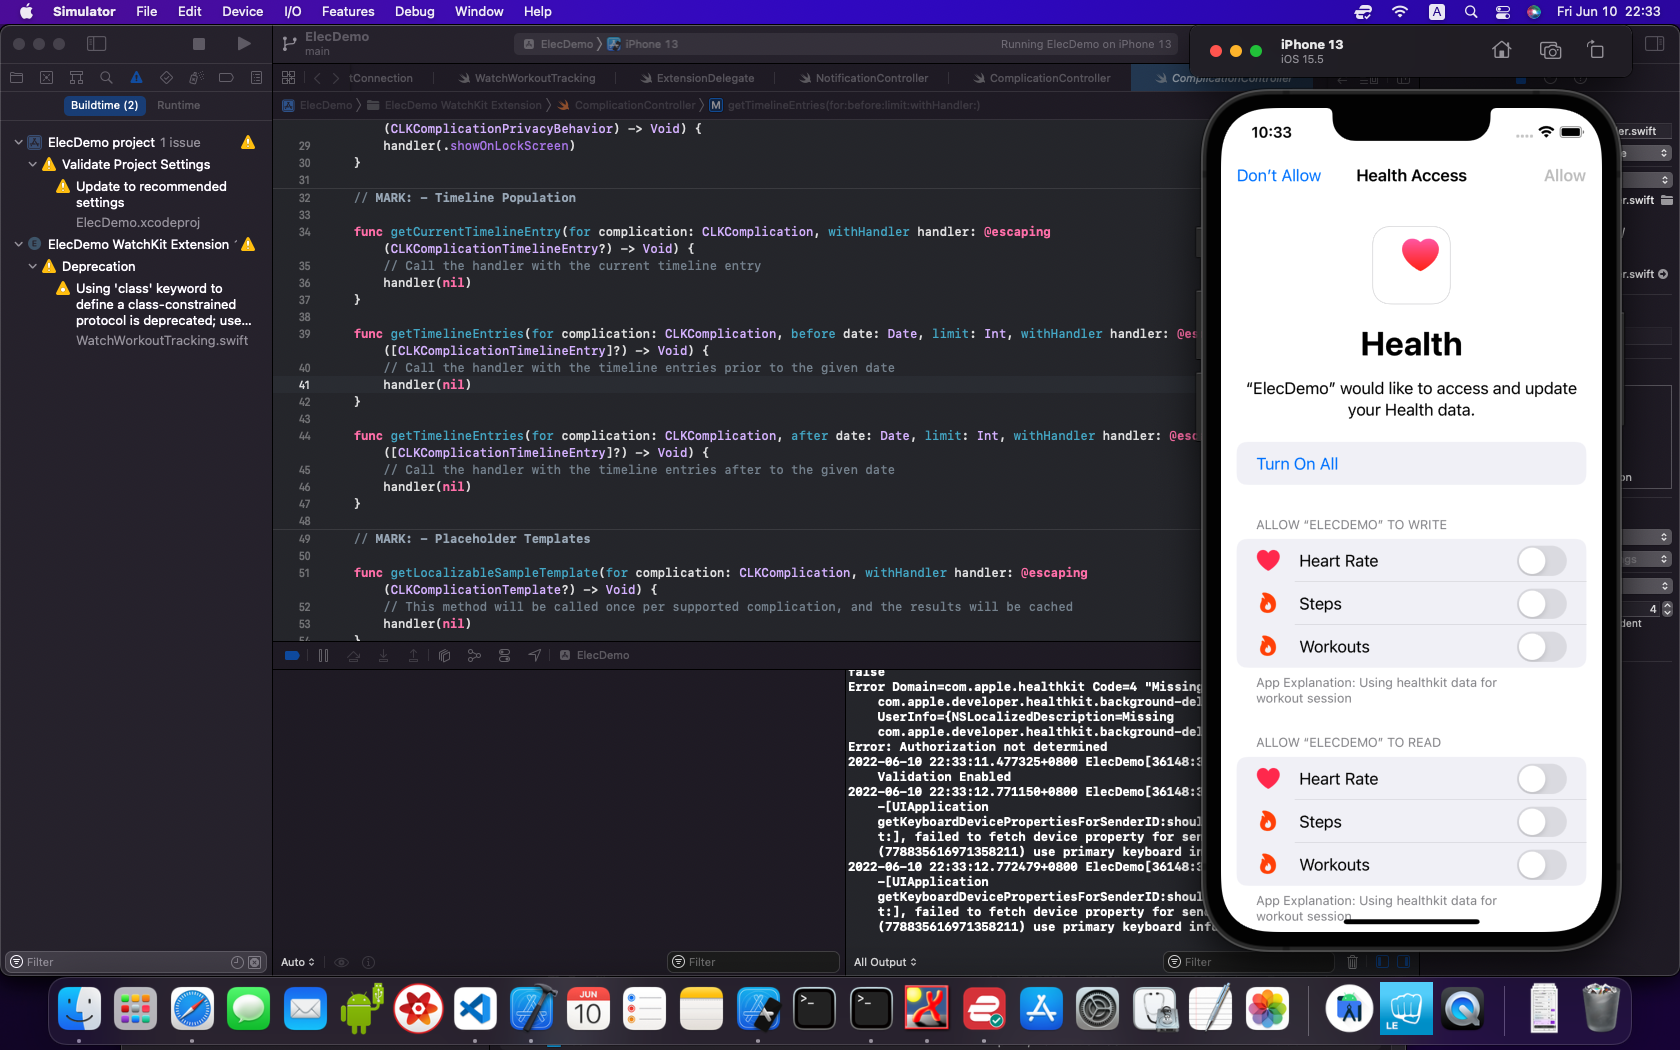 Simulator File Edit Device I/O Features Debug Window Help
A Fri Jun 10 22:33
ElecDemo
main
ElecDemo iPhone 13
Running ElecDemo on iPhone 13
tConnection WatchWorkoutTracking ExtensionDelegate NotificationController ComplicationController ComplicationController
Buildtime (2) Runtime
ElecDemo ElecDemo WatchKit Extension ComplicationController M getTimelineEntries(for:before:limit:withHandler:)
ElecDemo project 1 issue
Validate Project Settings
Update to recommended
settings
ElecDemo.xcodeproj
ElecDemo WatchKit Extension
Deprecation
Using 'class' keyword to
define a class-constrained
protocol is deprecated; use...
WatchWorkoutTracking.swift
(CLKComplicationPrivacyBehavior) -> Void) {
29 handler(.showOnLockScreen)
30 }
31
32 // MARK: - Timeline Population
33
34 func getCurrentTimelineEntry(for complication: CLKComplication, withHandler handler: @escaping
(CLKComplicationTimelineEntry?) -> Void) {
35 // Call the handler with the current timeline entry
36 handler(nil)
37 }
38
39 func getTimelineEntries(for complication: CLKComplication, before date: Date, limit: Int, withHandler handler: @es
([CLKComplicationTimelineEntry]?) -> Void) {
40 // Call the handler with the timeline entries prior to the given date
41 handler(nil)
42 }
43
44 func getTimelineEntries(for complication: CLKComplication, after date: Date, limit: Int, withHandler handler: @esc
([CLKComplicationTimelineEntry]?) -> Void) {
45 // Call the handler with the timeline entries after to the given date
46 handler(nil)
47 }
48
49 // MARK: - Placeholder Templates
50
51 func getLocalizableSampleTemplate(for complication: CLKComplication, withHandler handler: @escaping
(CLKComplicationTemplate?) -> Void) {
52 // This method will be called once per supported complication, and the results will be cached
53 handler(nil)
54 }
ElecDemo
false
Error Domain=com.apple.healthkit Code=4 "Missing
com.apple.developer.healthkit.background-del
UserInfo={NSLocalizedDescription=Missing
com.apple.developer.healthkit.background-del
Error: Authorization not determined
2022-06-10 22:33:11.477325+0800 ElecDemo[36148:3
Validation Enabled
2022-06-10 22:33:12.771150+0800 ElecDemo[36148:3
-[UIApplication
getKeyboardDevicePropertiesForSenderID:shoul
t:], failed to fetch device property for sen
(778835616971358211) use primary keyboard in
2022-06-10 22:33:12.772479+0800 ElecDemo[36148:3
-[UIApplication
getKeyboardDevicePropertiesForSenderID:shoul
t:], failed to fetch device property for sen
(778835616971358211) use primary keyboard info
Filter
Auto
Filter
All Output
Filter
iPhone 13
iOS 15.5
10:33
Don't Allow Health Access Allow
Health
“ElecDemo” would like to access and update
your Health data.
Turn On All
ALLOW “ELECDEMO” TO WRITE
Heart Rate
Steps
Workouts
App Explanation: Using healthkit data for
workout session
ALLOW “ELECDEMO” TO READ
Heart Rate
Steps
Workouts
App Explanation: Using healthkit data for
workout session
er.swift
e
r.swift
r.swift
on
gs
4
dent
JUN
10
LE